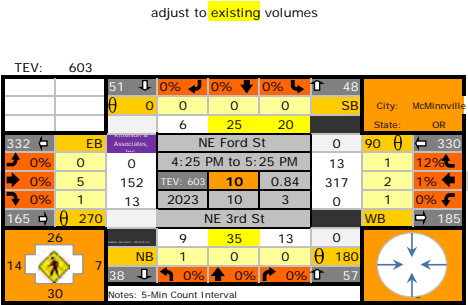 adjust to existing volumes
TEV: 603
51 0% 0% 0% 48
θ 0 0 0 0 SB
City: McMinnville
6 25 20
State: OR
332 EB
Associates,
NE Ford St
0 90 θ 330
0% 0 0
4:25 PM to 5:25 PM
13 1 12%
0% 5 152
TEV: 603 10 0.84
317 2 1%
0% 1 13
2023 10 3
0 1 0%
165 θ 270
NE 3rd St
WB 185
26
9 35 13 0
14 7
NB 1 0 0 θ 180
38 0% 0% 0% 57
30
Notes: 5-Min Count Interval